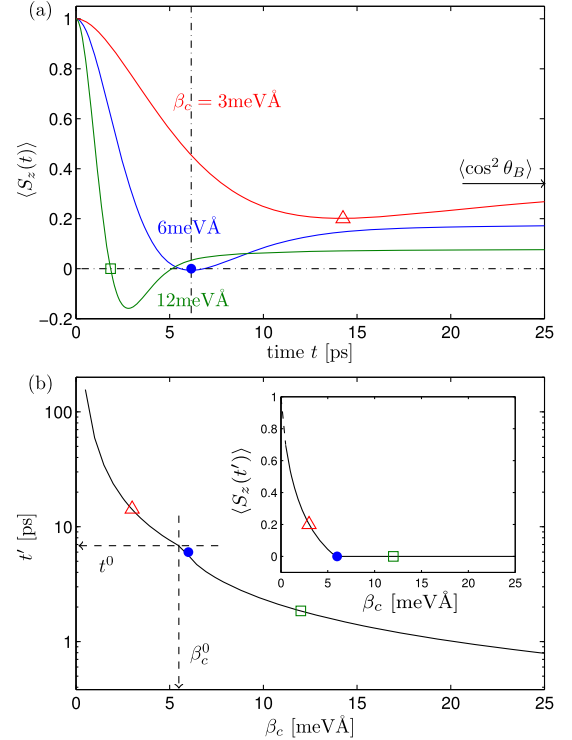 (a)
1
0.8
0.6
0.4
0.2
0
−0.2
⟨S_z(t)⟩
β_c = 3meVÅ
6meVÅ
12meVÅ
⟨cos² θ_B⟩
0 5 10 15 20 25
time t [ps]
(b)
100
10
1
t′ [ps]
t⁰
β_c⁰
1
0.8
0.6
0.4
0.2
0
⟨S_z(t′)⟩
0 5 10 15 20 25
β_c [meVÅ]
0 5 10 15 20 25
β_c [meVÅ]